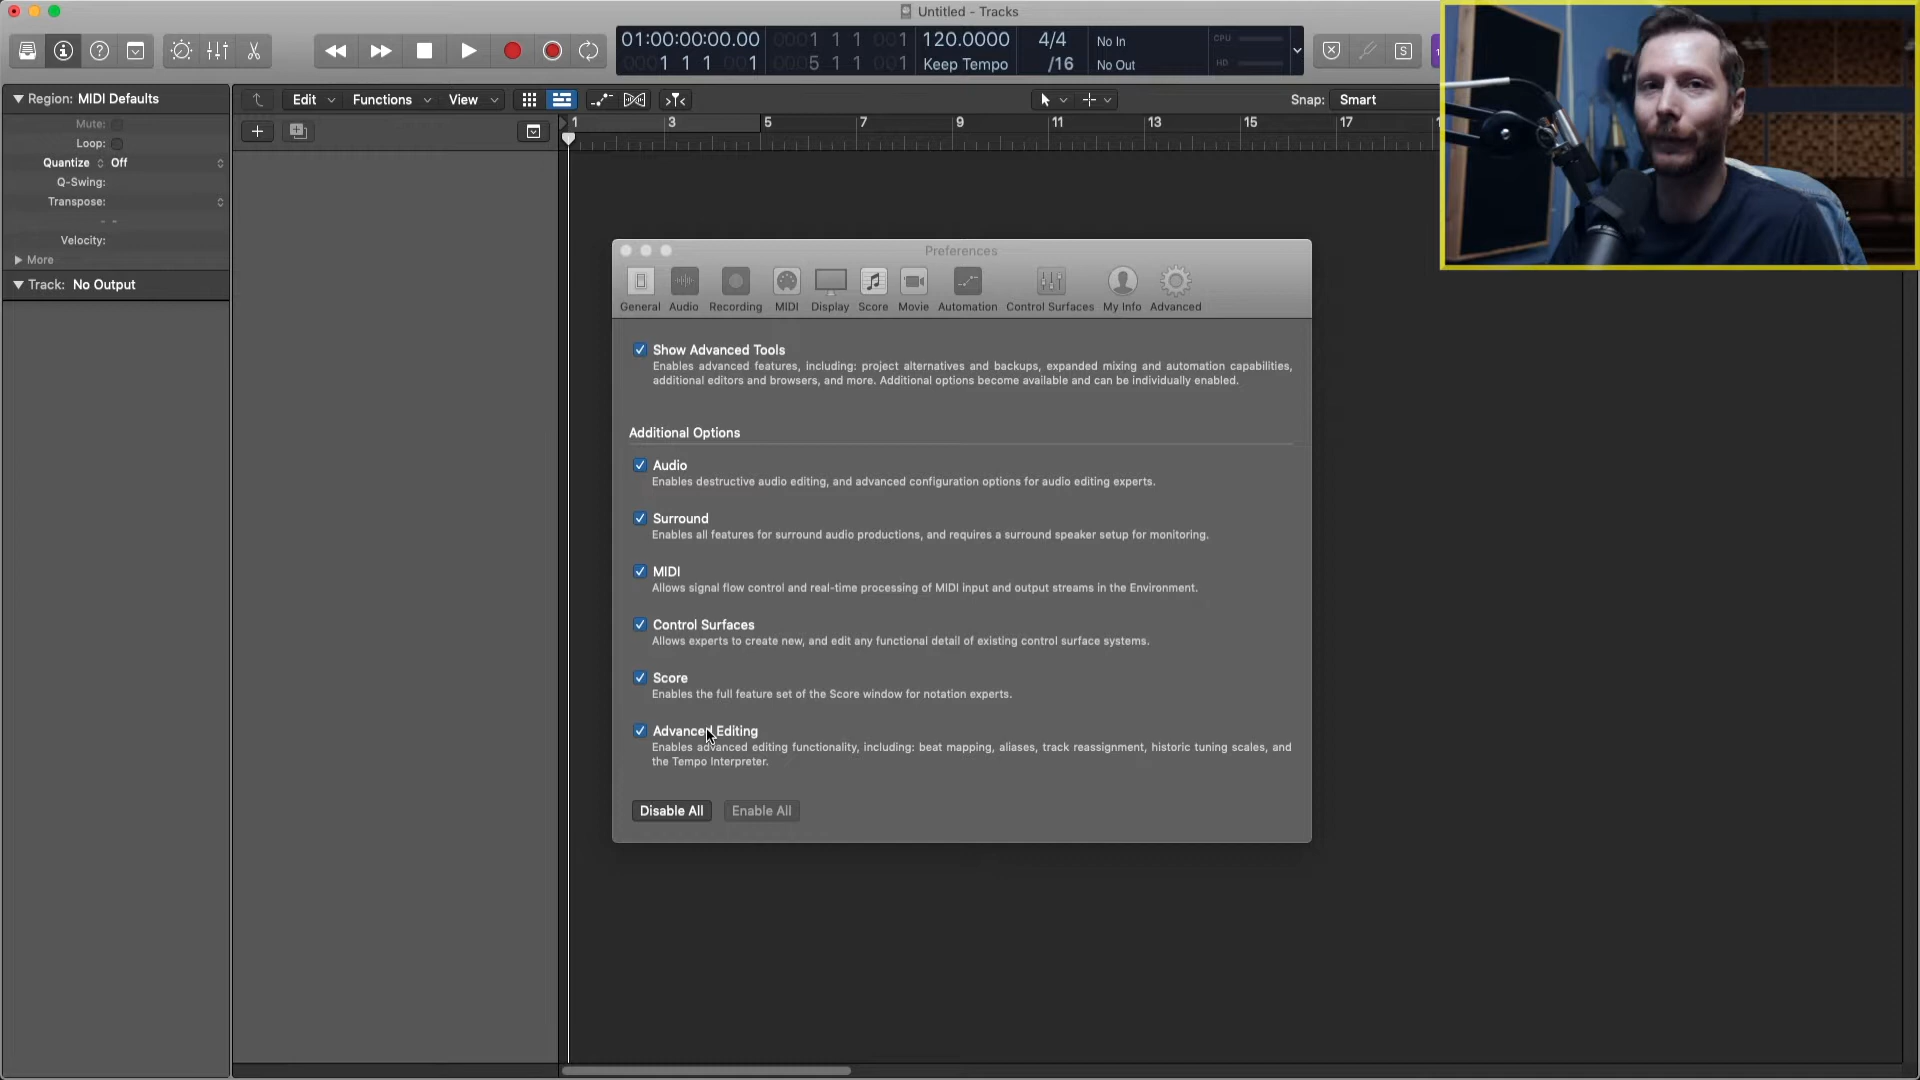 Untitled - Tracks
01:00:00:00.00
0001 1 1 001
120.0000
4/4
No In
CPU
1 1 1 001
0005 1 1 001
Keep Tempo
/16
No Out
HD
S
Region: MIDI Defaults
Edit
Functions
View
Snap: Smart
Mute:
Loop:
Quantize Off
Q-Swing:
Transpose:
Velocity:
More
Track: No Output
1 3 5 7 9 11 13 15 17
Preferences
General Audio Recording MIDI Display Score Movie Automation Control Surfaces My Info Advanced
Show Advanced Tools
Enables advanced features, including: project alternatives and backups, expanded mixing and automation capabilities,
additional editors and browsers, and more. Additional options become available and can be individually enabled.
Additional Options
Audio
Enables destructive audio editing, and advanced configuration options for audio editing experts.
Surround
Enables all features for surround audio productions, and requires a surround speaker setup for monitoring.
MIDI
Allows signal flow control and real-time processing of MIDI input and output streams in the Environment.
Control Surfaces
Allows experts to create new, and edit any functional detail of existing control surface systems.
Score
Enables the full feature set of the Score window for notation experts.
Advanced Editing
Enables advanced editing functionality, including: beat mapping, aliases, track reassignment, historic tuning scales, and
the Tempo Interpreter.
Disable All
Enable All